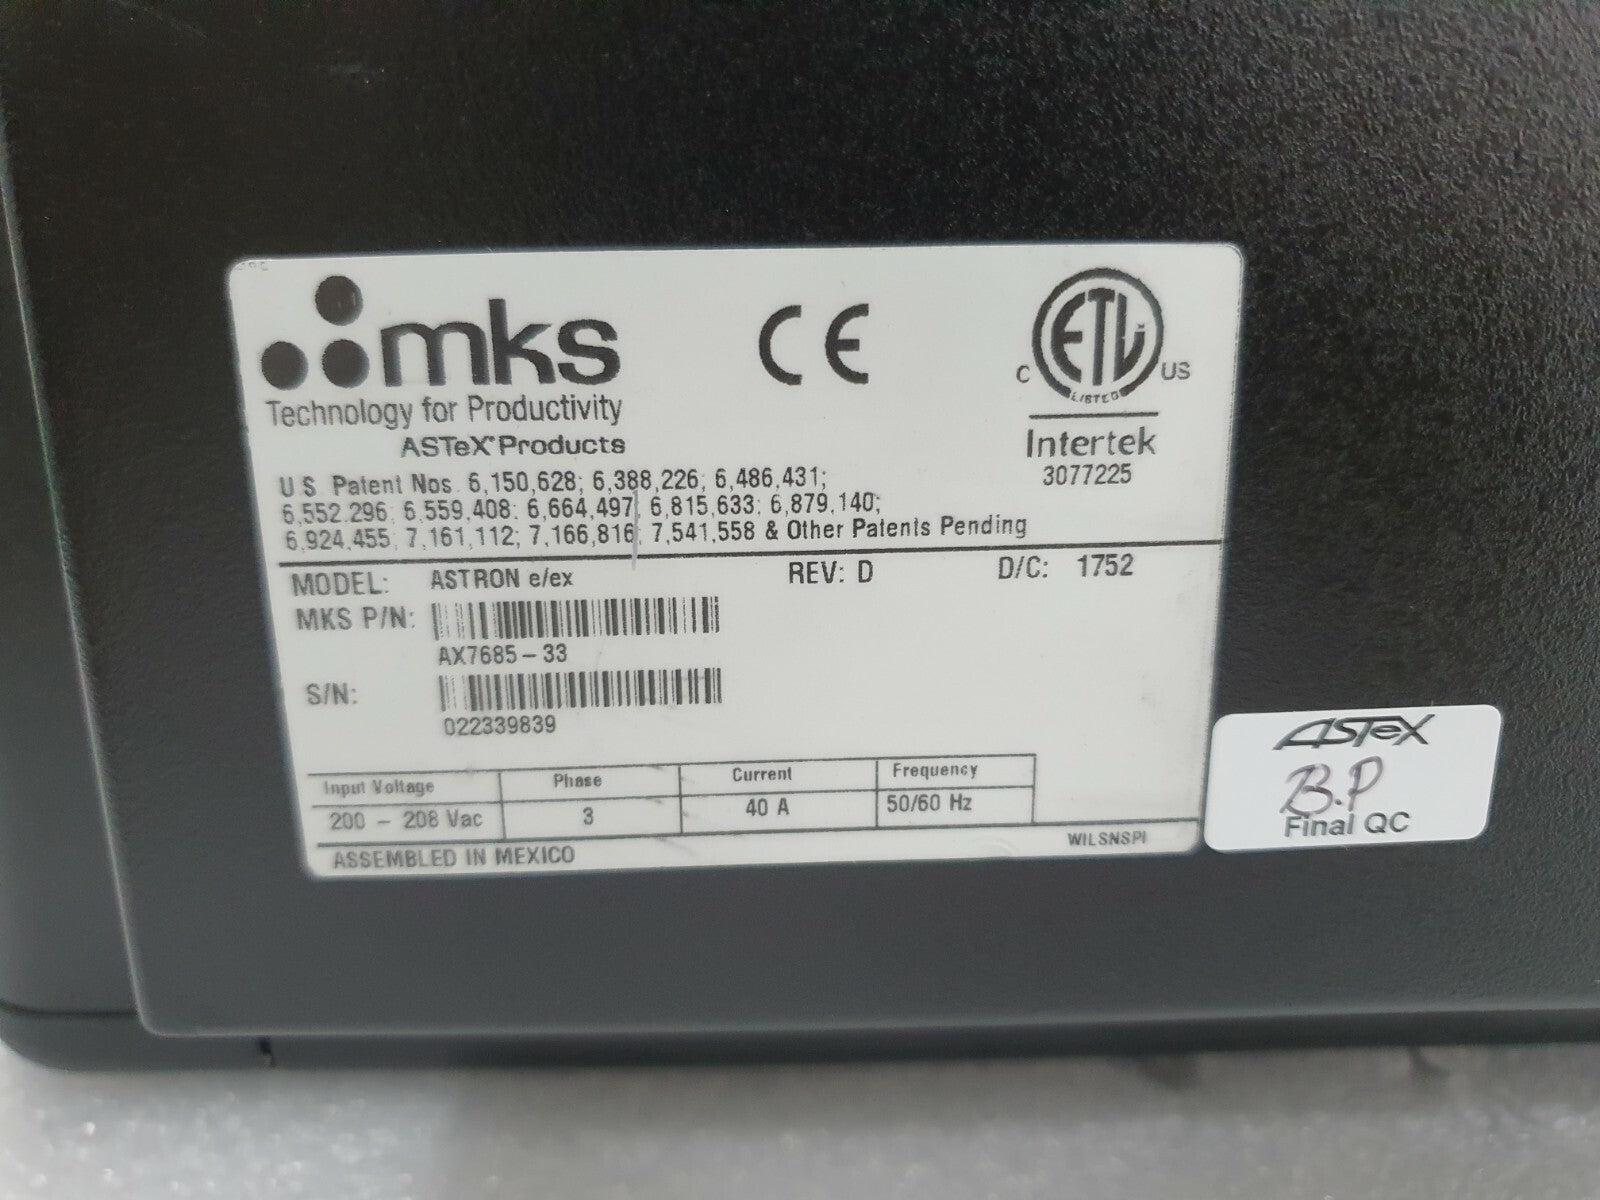 mks
CE
ETL
LISTED
C
US
Technology for Productivity
ASTeX® Products
Intertek
3077225
U.S. Patent Nos. 6,150,628; 6,388,226; 6,486,431;
6,552,296; 6,559,408; 6,664,497; 6,815,633; 6,879,140;
6,924,455; 7,161,112; 7,166,816; 7,541,558 & Other Patents Pending
MODEL: ASTRON e/ex REV: D D/C: 1752
MKS P/N:
AX7685-33
S/N:
022339839
Input Voltage Phase Current Frequency
200 - 208 Vac 3 40 A 50/60 Hz
ASSEMBLED IN MEXICO
WILSNSPI
ASTeX
B.P
Final QC